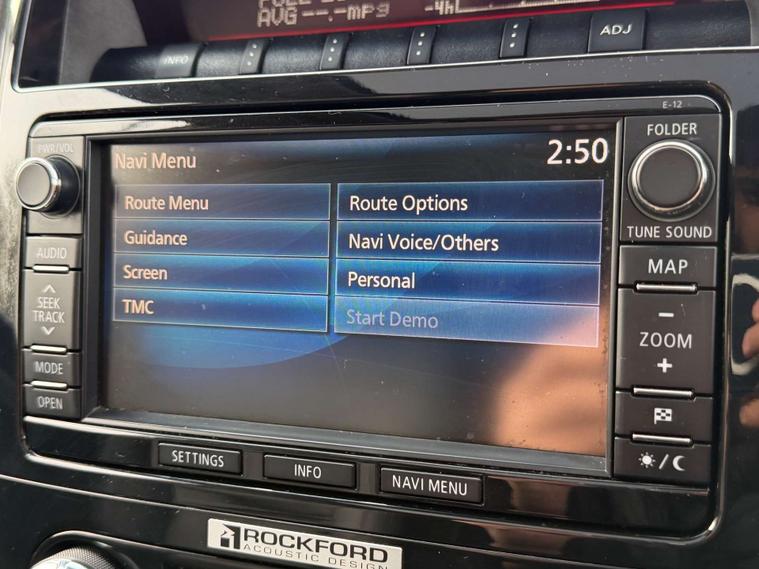 AVG --.-mpg -4h
INFO
ADJ
E-12
PWR/VOL
FOLDER
Navi Menu
2:50
Route Menu
Route Options
TUNE SOUND
Guidance
Navi Voice/Others
AUDIO
MAP
Screen
Personal
SEEK
TRACK
TMC
Start Demo
ZOOM
MODE
OPEN
SETTINGS
INFO
NAVI MENU
ROCKFORD
ACOUSTIC DESIGN